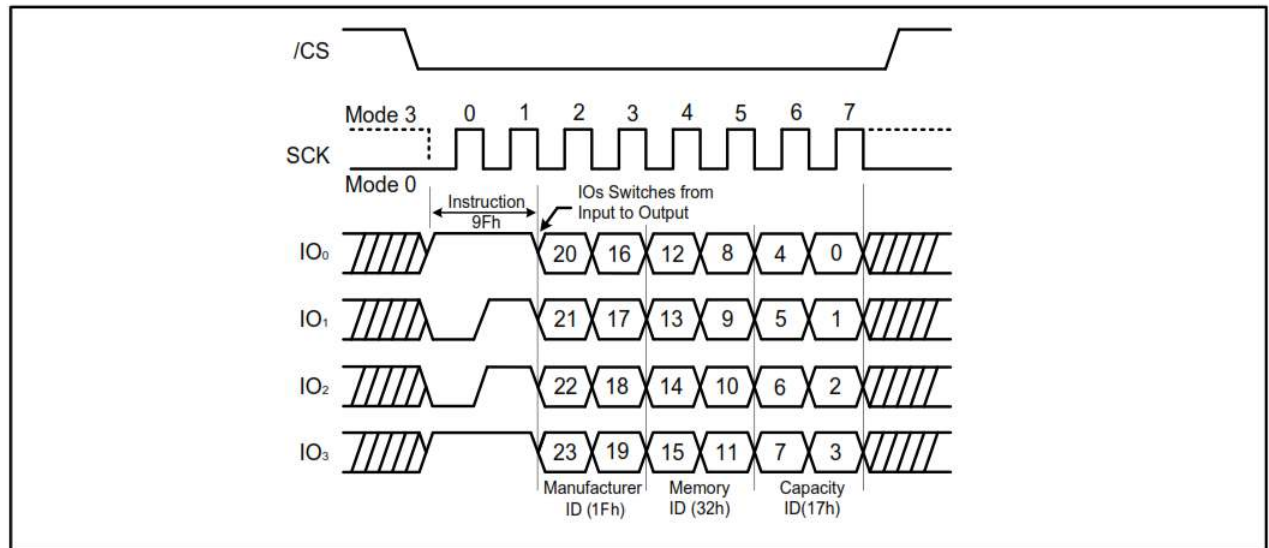 /CS
Mode 3 0 1 2 3 4 5 6 7
SCK
Mode 0
Instruction
9Fh
IOs Switches from
Input to Output
IO₀ 20 16 12 8 4 0
IO₁ 21 17 13 9 5 1
IO₂ 22 18 14 10 6 2
IO₃ 23 19 15 11 7 3
Manufacturer Memory Capacity
ID (1Fh) ID (32h) ID(17h)